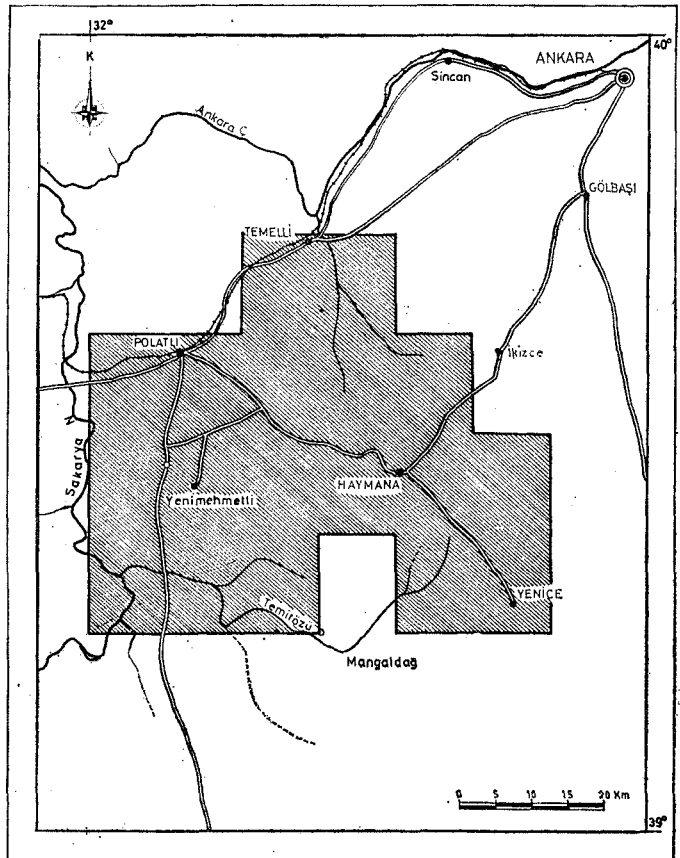 32°
40°
K
ANKARA
Sincan
Ankara Ç.
GÖLBAŞI
TEMELLİ
POLATLI
İkizce
Sakarya N.
HAYMANA
Yenimehmetli
YENİCE
Temirözü
Mangaldağ
0 5 10 15 20 Km
39°